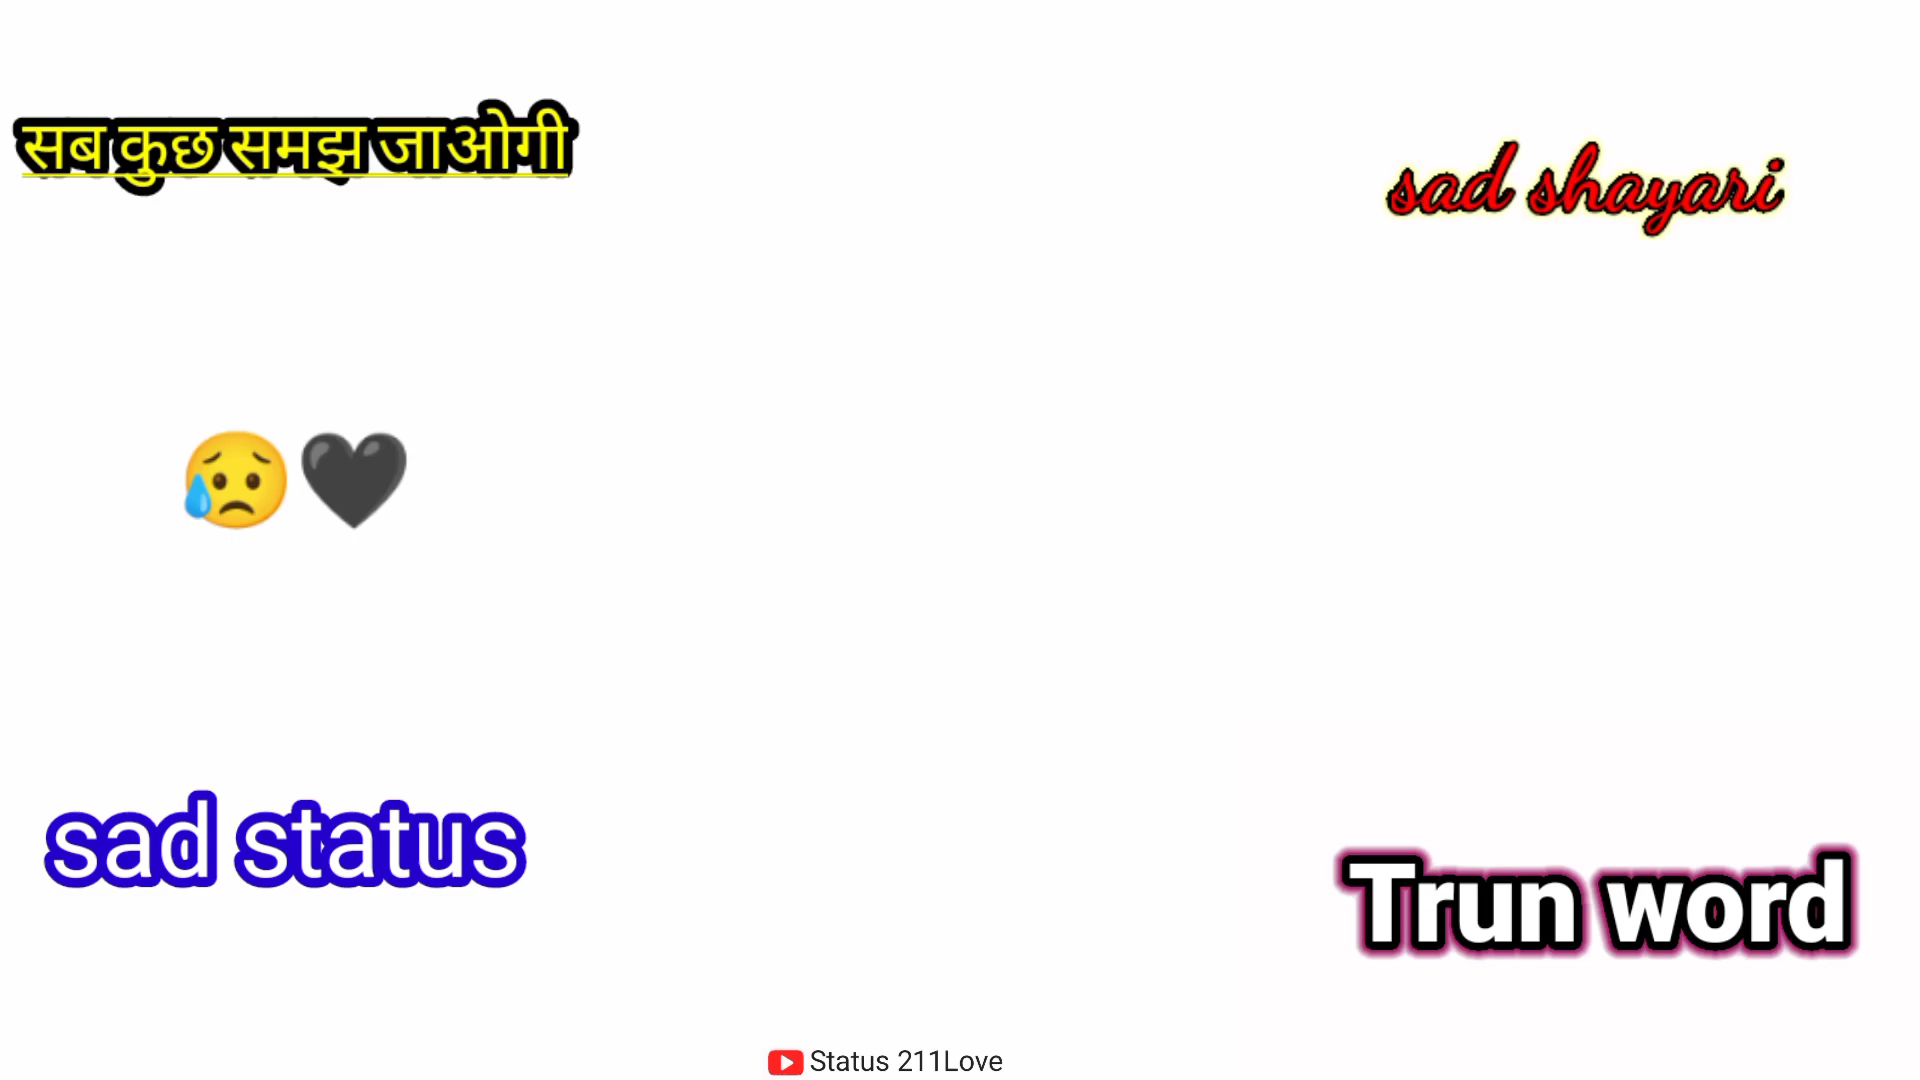 सब कुछ समझ जाओगी
sad shayari
😥🖤
sad status
Trun word
Status 211Love